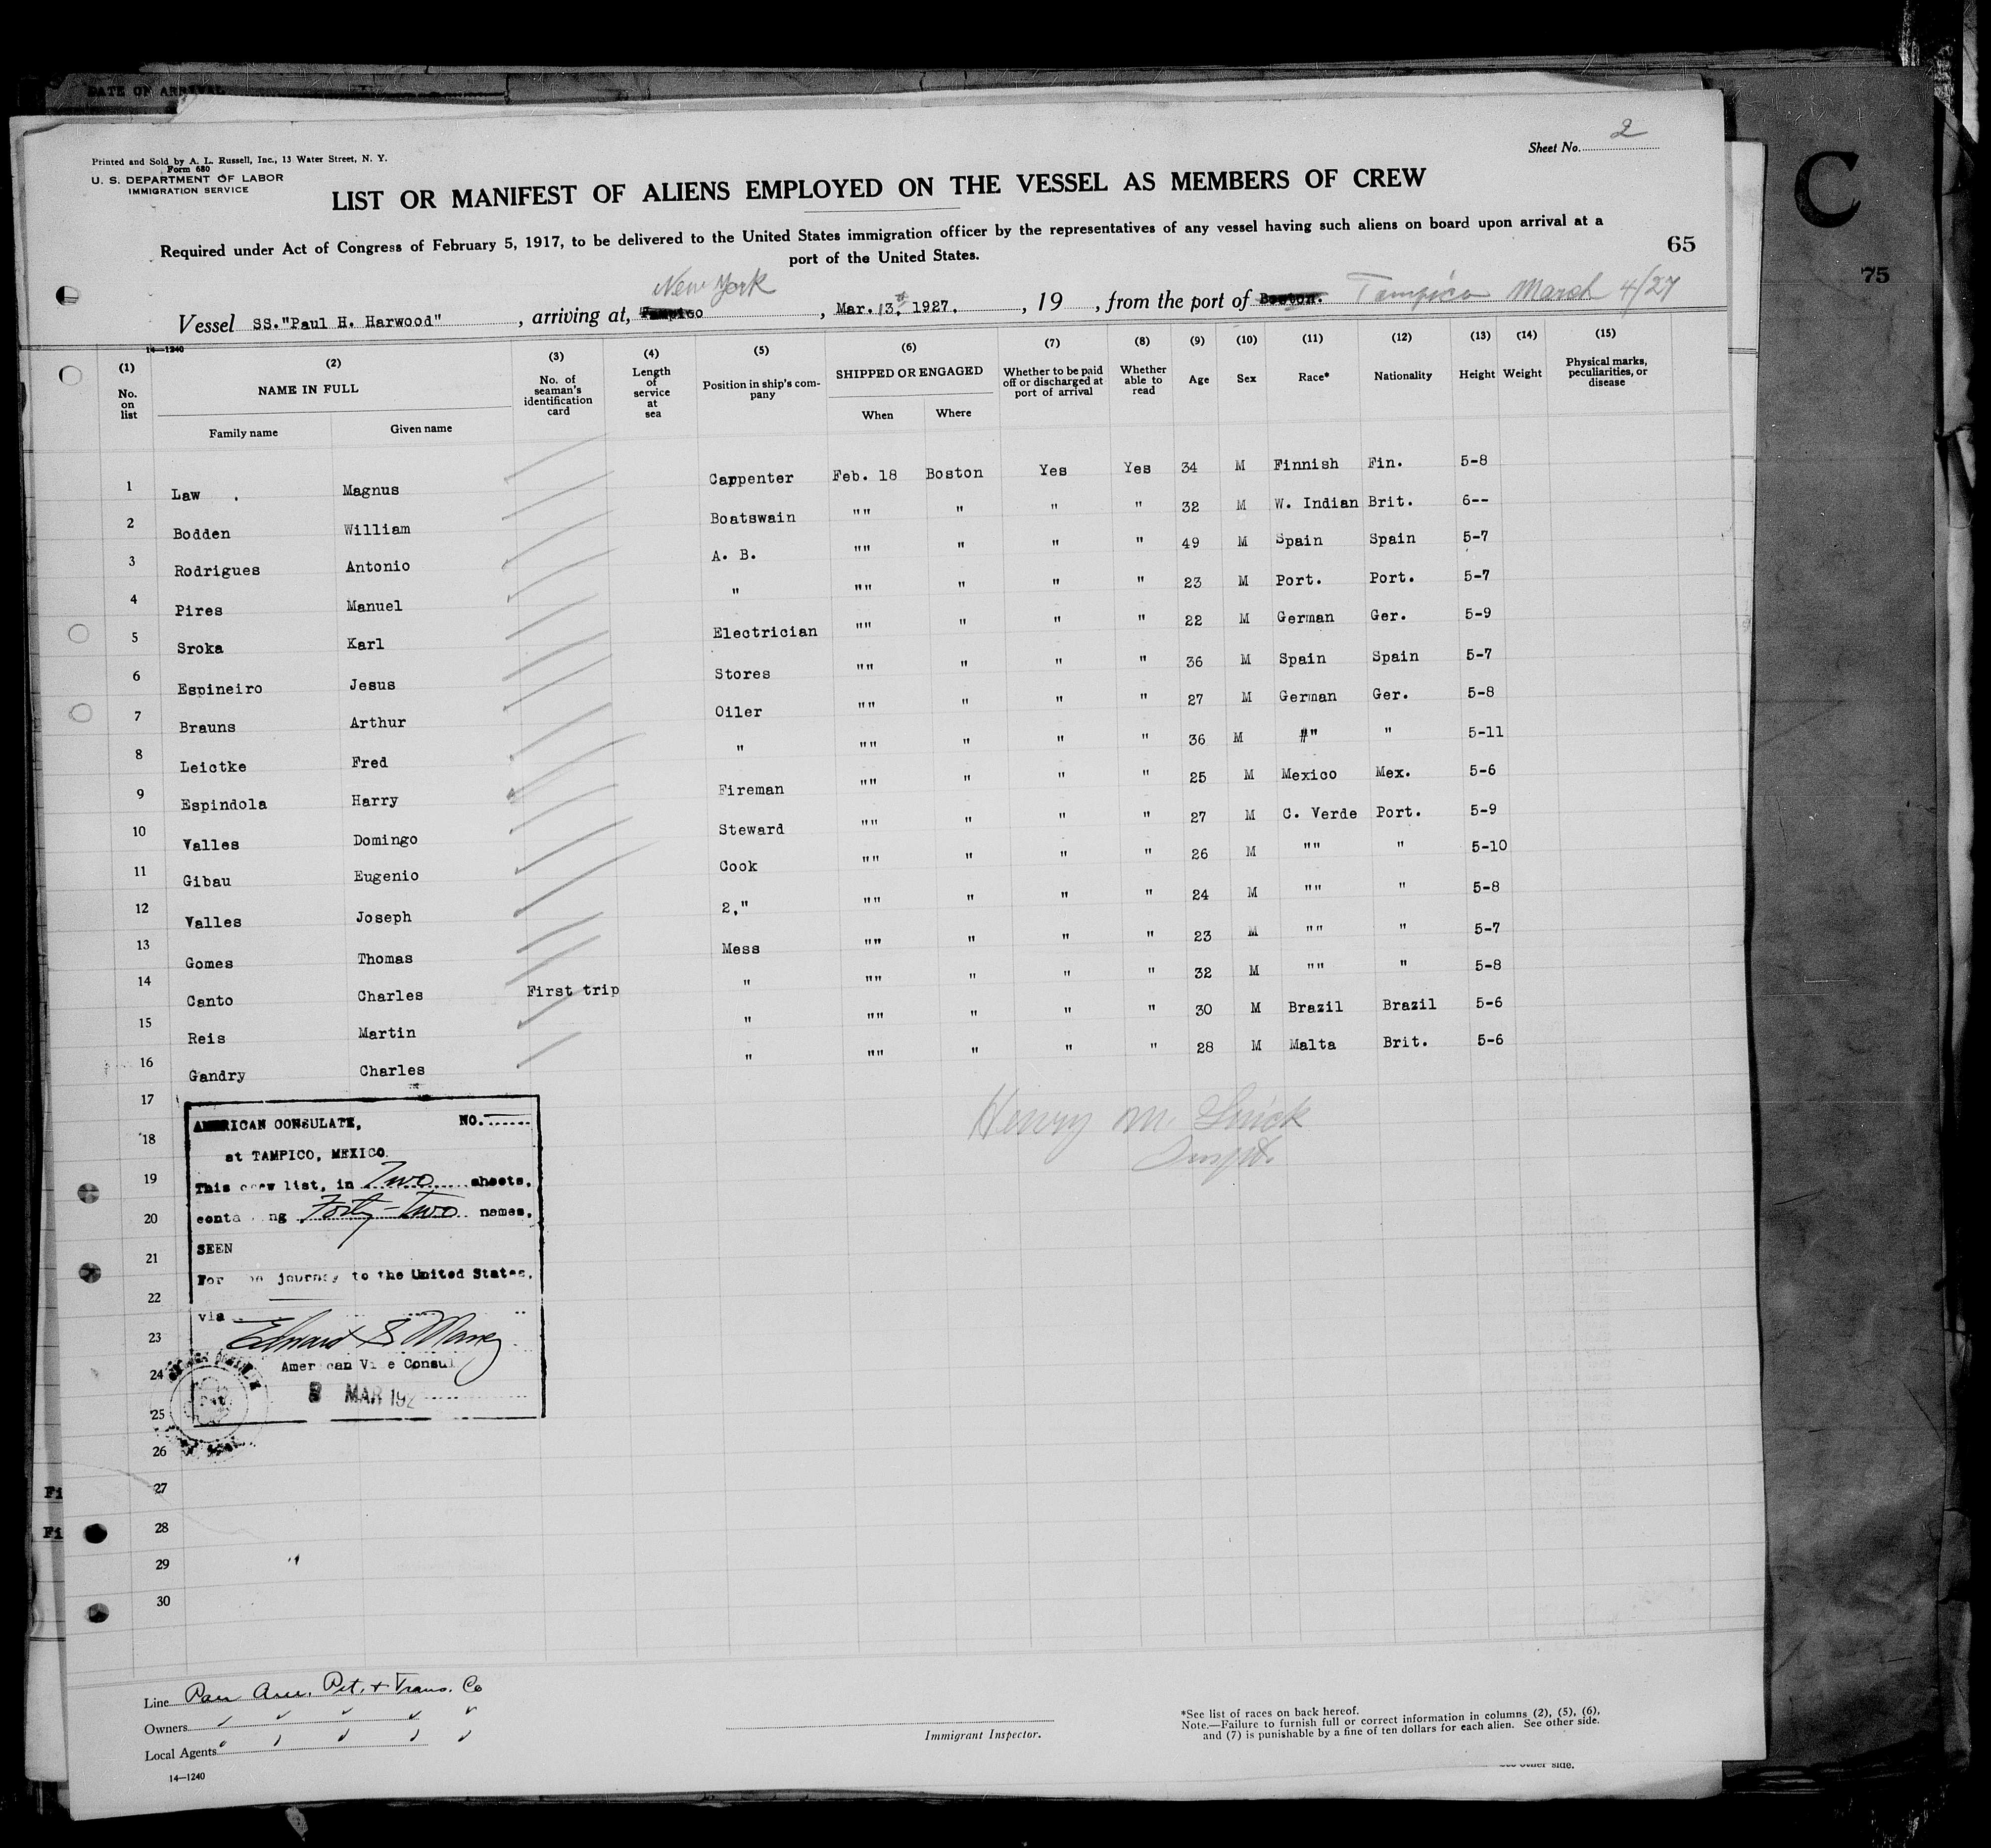 DATE OF ARRIVAL
C
75
Sheet No. 2
Printed and Sold by A. L. Russell, Inc., 13 Water Street, N. Y.
Form 680
U. S. DEPARTMENT OF LABOR
IMMIGRATION SERVICE
LIST OR MANIFEST OF ALIENS EMPLOYED ON THE VESSEL AS MEMBERS OF CREW
Required under Act of Congress of February 5, 1917, to be delivered to the United States immigration officer by the representatives of any vessel having such aliens on board upon arrival at a
port of the United States.
65
New York
Vessel SS."Paul H. Harwood", arriving at, Tampico, Mar. 13th, 1927., 19 , from the port of Boston. Tampico March 4/27
14—1240
(1) (2) (3) (4) (5) (6) (7) (8) (9) (10) (11) (12) (13) (14) (15)
No. on list NAME IN FULL No. of seaman's identification card Length of service at sea Position in ship's company SHIPPED OR ENGAGED Whether to be paid off or discharged at port of arrival Whether able to read Age Sex Race* Nationality Height Weight Physical marks, peculiarities, or disease
Family name Given name When Where
1 Law . Magnus Carpenter Feb. 18 Boston Yes Yes 34 M Finnish Fin. 5-8
2 Bodden William Boatswain "" " " " 32 M W. Indian Brit. 6--
3 Rodrigues Antonio A. B. "" " " " 49 M Spain Spain 5-7
4 Pires Manuel " "" " " " 23 M Port. Port. 5-7
5 Sroka Karl Electrician "" " " " 22 M German Ger. 5-9
6 Espineiro Jesus Stores "" " " " 36 M Spain Spain 5-7
7 Brauns Arthur Oiler "" " " " 27 M German Ger. 5-8
8 Leictke Fred " "" " " " 36 M #" " 5-11
9 Espindola Harry Fireman "" " " " 25 M Mexico Mex. 5-6
10 Valles Domingo Steward "" " " " 27 M C. Verde Port. 5-9
11 Gibau Eugenio Cook "" " " " 26 M "" " 5-10
12 Valles Joseph 2," "" " " " 24 M "" " 5-8
13 Gomes Thomas Mess "" " " " 23 M "" " 5-7
14 Canto Charles First trip " "" " " " 32 M "" " 5-8
15 Reis Martin " "" " " " 30 M Brazil Brazil 5-6
16 Gandry Charles " "" " " " 28 M Malta Brit. 5-6
17
18
19
20
21
22
23
24
25
26
27
28
29
30
AMERICAN CONSULATE, NO.
at TAMPICO, MEXICO.
This crew list, in Two sheets,
conta ng Forty-Two names,
SEEN
For journey to the United States,
via
Edward S
American Vice Consul
MAR 192
Henry M.
Inspt.
Fi
Fi
Line Pan Am. Pet. & Trans. Co
Owners " " " " "
Local Agents " " " " "
14—1240
Immigrant Inspector.
*See list of races on back hereof.
Note.—Failure to furnish full or correct information in columns (2), (5), (6),
and (7) is punishable by a fine of ten dollars for each alien. See other side.
See other side.